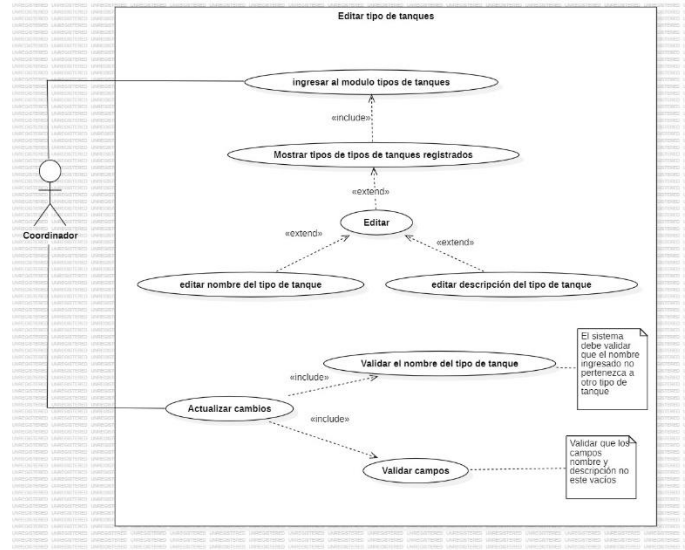 Editar tipo de tanques
ingresar al modulo tipos de tanques
«include»
Mostrar tipos de tipos de tanques registrados
«extend»
Editar
«extend»
«extend»
editar nombre del tipo de tanque
editar descripción del tipo de tanque
Coordinador
Validar el nombre del tipo de tanque
El sistema
debe validar
que el nombre
ingresado no
pertenezca a
otro tipo de
tanque
«include»
Actualizar cambios
«include»
Validar campos
Validar que los
campos
nombre y
descripción no
este vacios